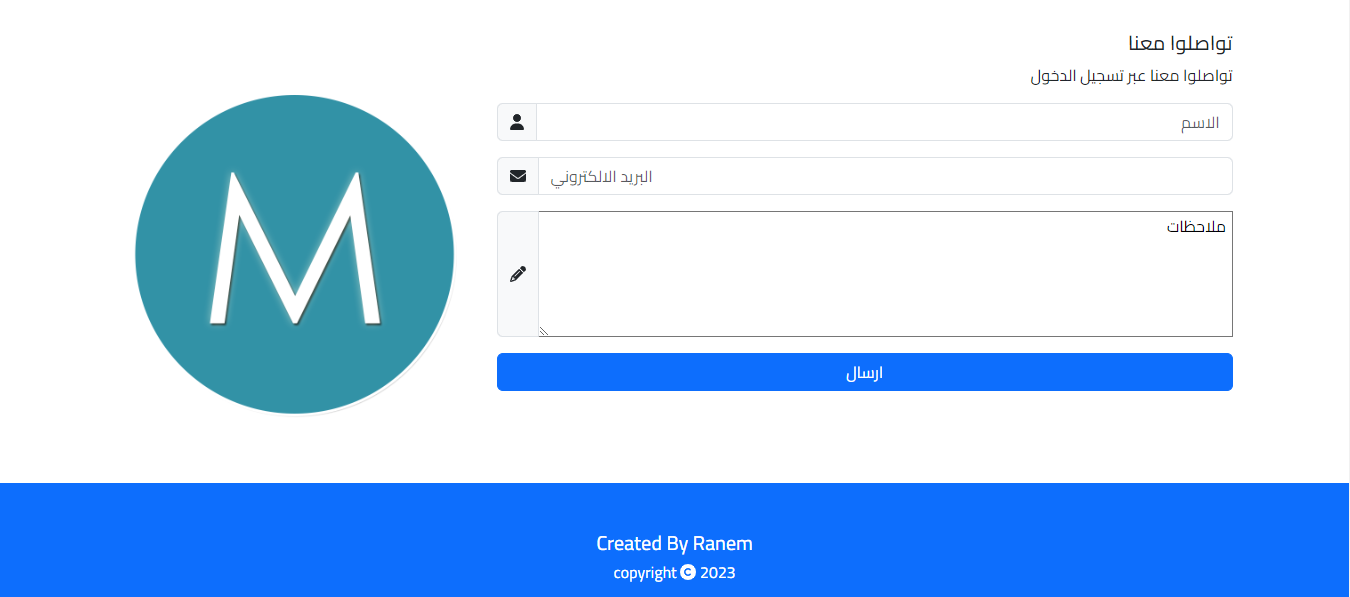 تواصلوا معنا
تواصلوا معنا عبر تسجيل الدخول
الاسم
البريد الالكتروني
ملاحظات
ارسال
M
Created By Ranem
copyright © 2023